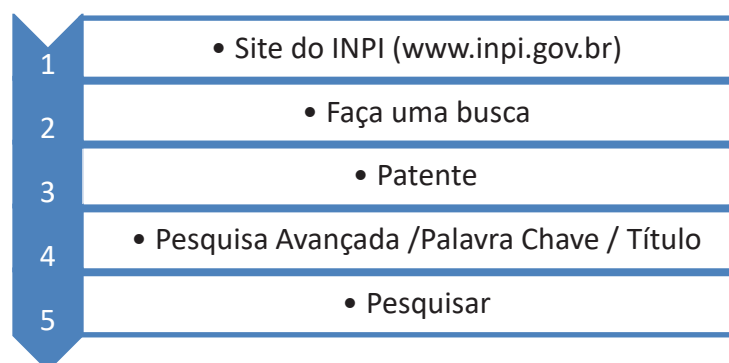 1 • Site do INPI (www.inpi.gov.br)
2 • Faça uma busca
3 • Patente
4 • Pesquisa Avançada /Palavra Chave / Título
5 • Pesquisar